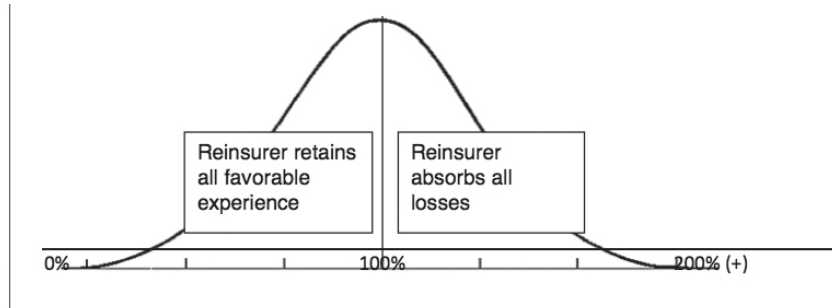 Reinsurer retains
all favorable
experience
Reinsurer
absorbs all
losses
0%
100%
200% (+)